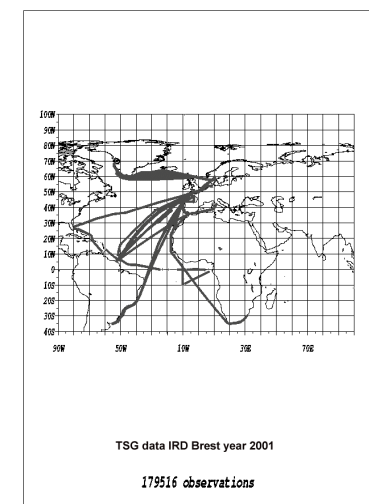 100N
90N
80N
70N
60N
50N
40N
30N
20N
10N
0
10S
20S
30S
40S
90W 50W 10W 30E 70E
TSG data IRD Brest year 2001
179516 observations